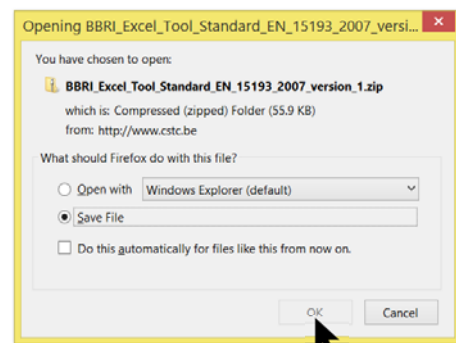 Opening BBRI_Excel_Tool_Standard_EN_15193_2007_versi...
You have chosen to open:
BBRI_Excel_Tool_Standard_EN_15193_2007_version_1.zip
which is: Compressed (zipped) Folder (55.9 KB)
from: http://www.cstc.be
What should Firefox do with this file?
Open with Windows Explorer (default)
Save File
Do this automatically for files like this from now on.
OK Cancel